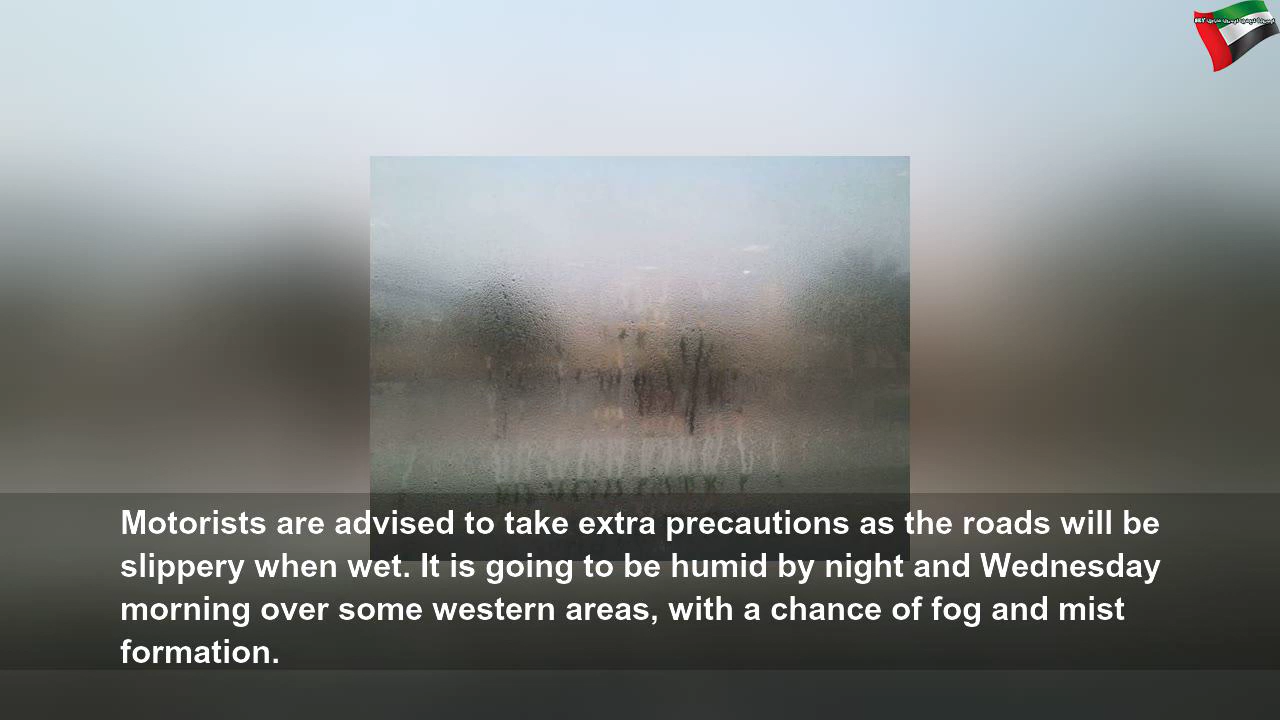 Motorists are advised to take extra precautions as the roads will be
slippery when wet. It is going to be humid by night and Wednesday
morning over some western areas, with a chance of fog and mist
formation.